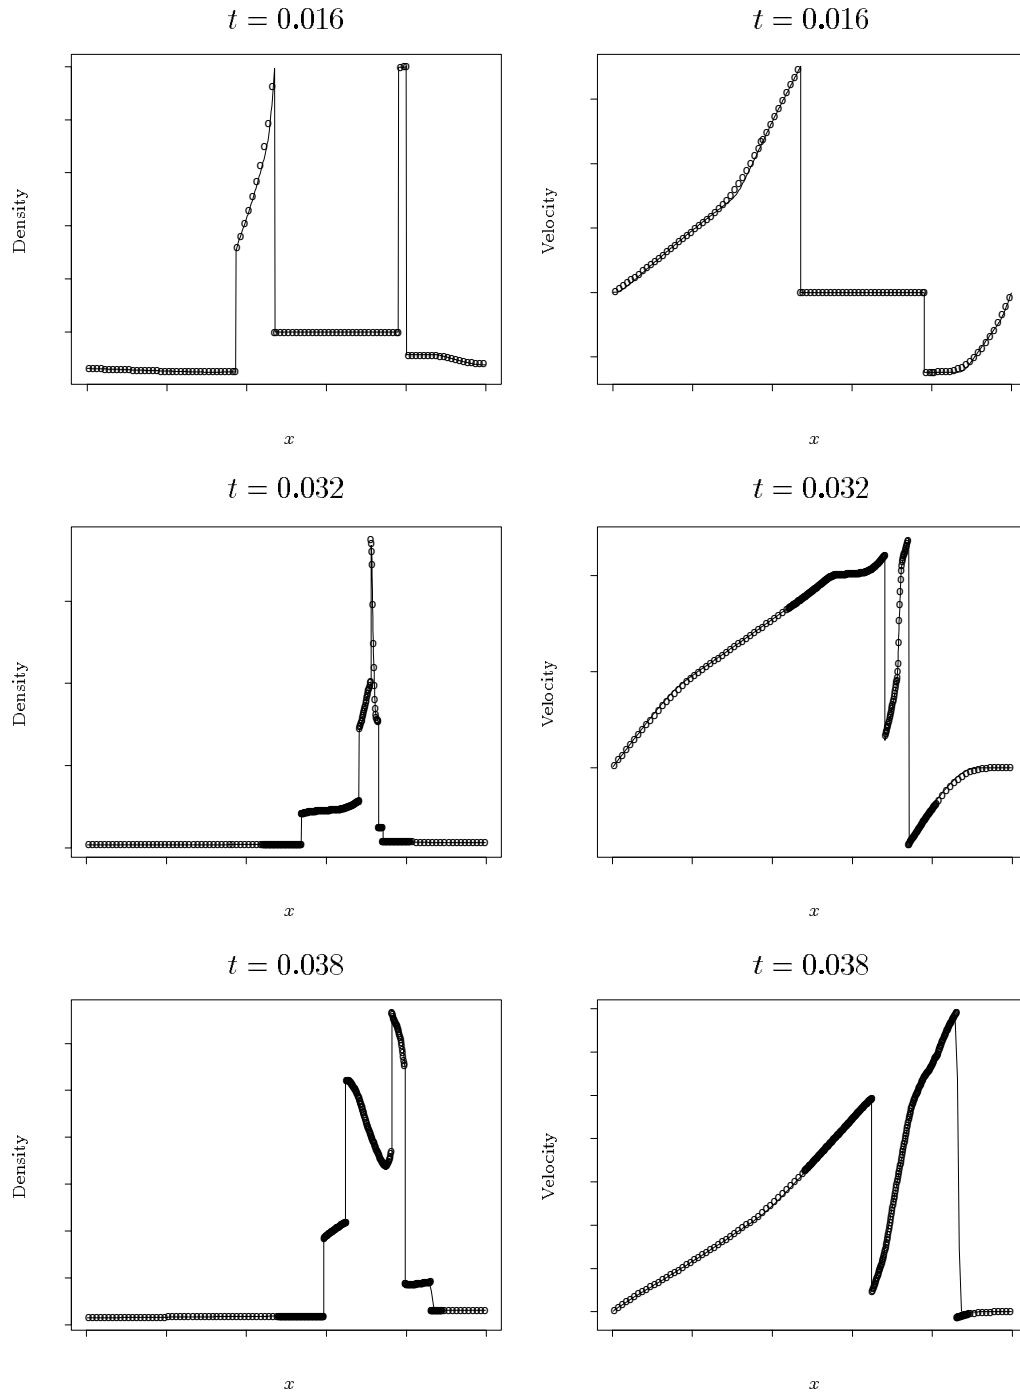 t = 0.016
t = 0.016
Density
Velocity
x
x
t = 0.032
t = 0.032
Density
Velocity
x
x
t = 0.038
t = 0.038
Density
Velocity
x
x